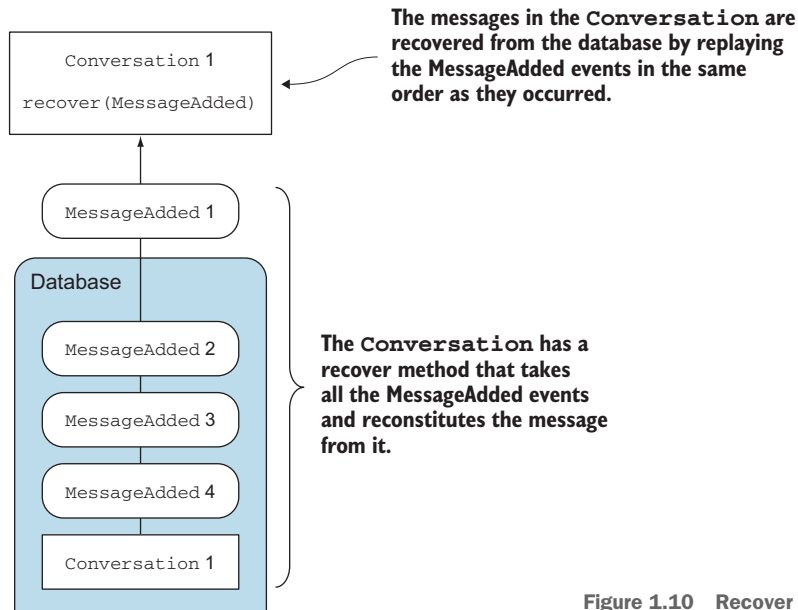 The messages in the Conversation are
recovered from the database by replaying
the MessageAdded events in the same
order as they occurred.
Conversation 1
recover(MessageAdded)
MessageAdded 1
Database
MessageAdded 2
MessageAdded 3
MessageAdded 4
Conversation 1
The Conversation has a
recover method that takes
all the MessageAdded events
and reconstitutes the message
from it.
Figure 1.10 Recover